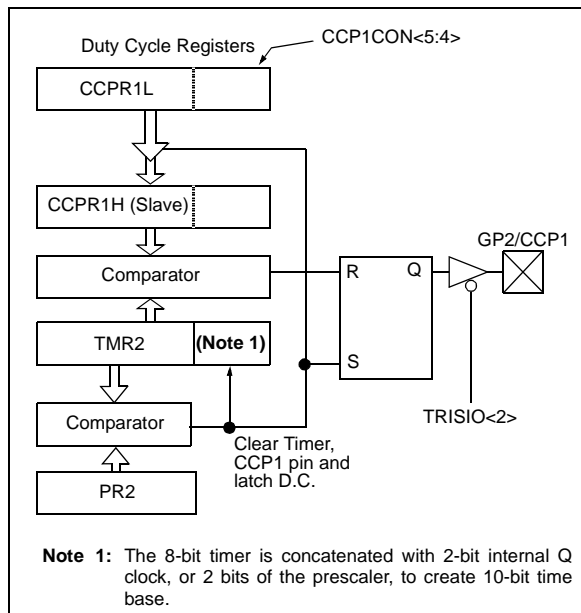 Duty Cycle Registers
CCP1CON<5:4>
CCPR1L
CCPR1H (Slave)
Comparator
TMR2
(Note 1)
Comparator
PR2
R
Q
S
GP2/CCP1
TRISIO<2>
Clear Timer,
CCP1 pin and
latch D.C.
Note 1: The 8-bit timer is concatenated with 2-bit internal Q
clock, or 2 bits of the prescaler, to create 10-bit time
base.